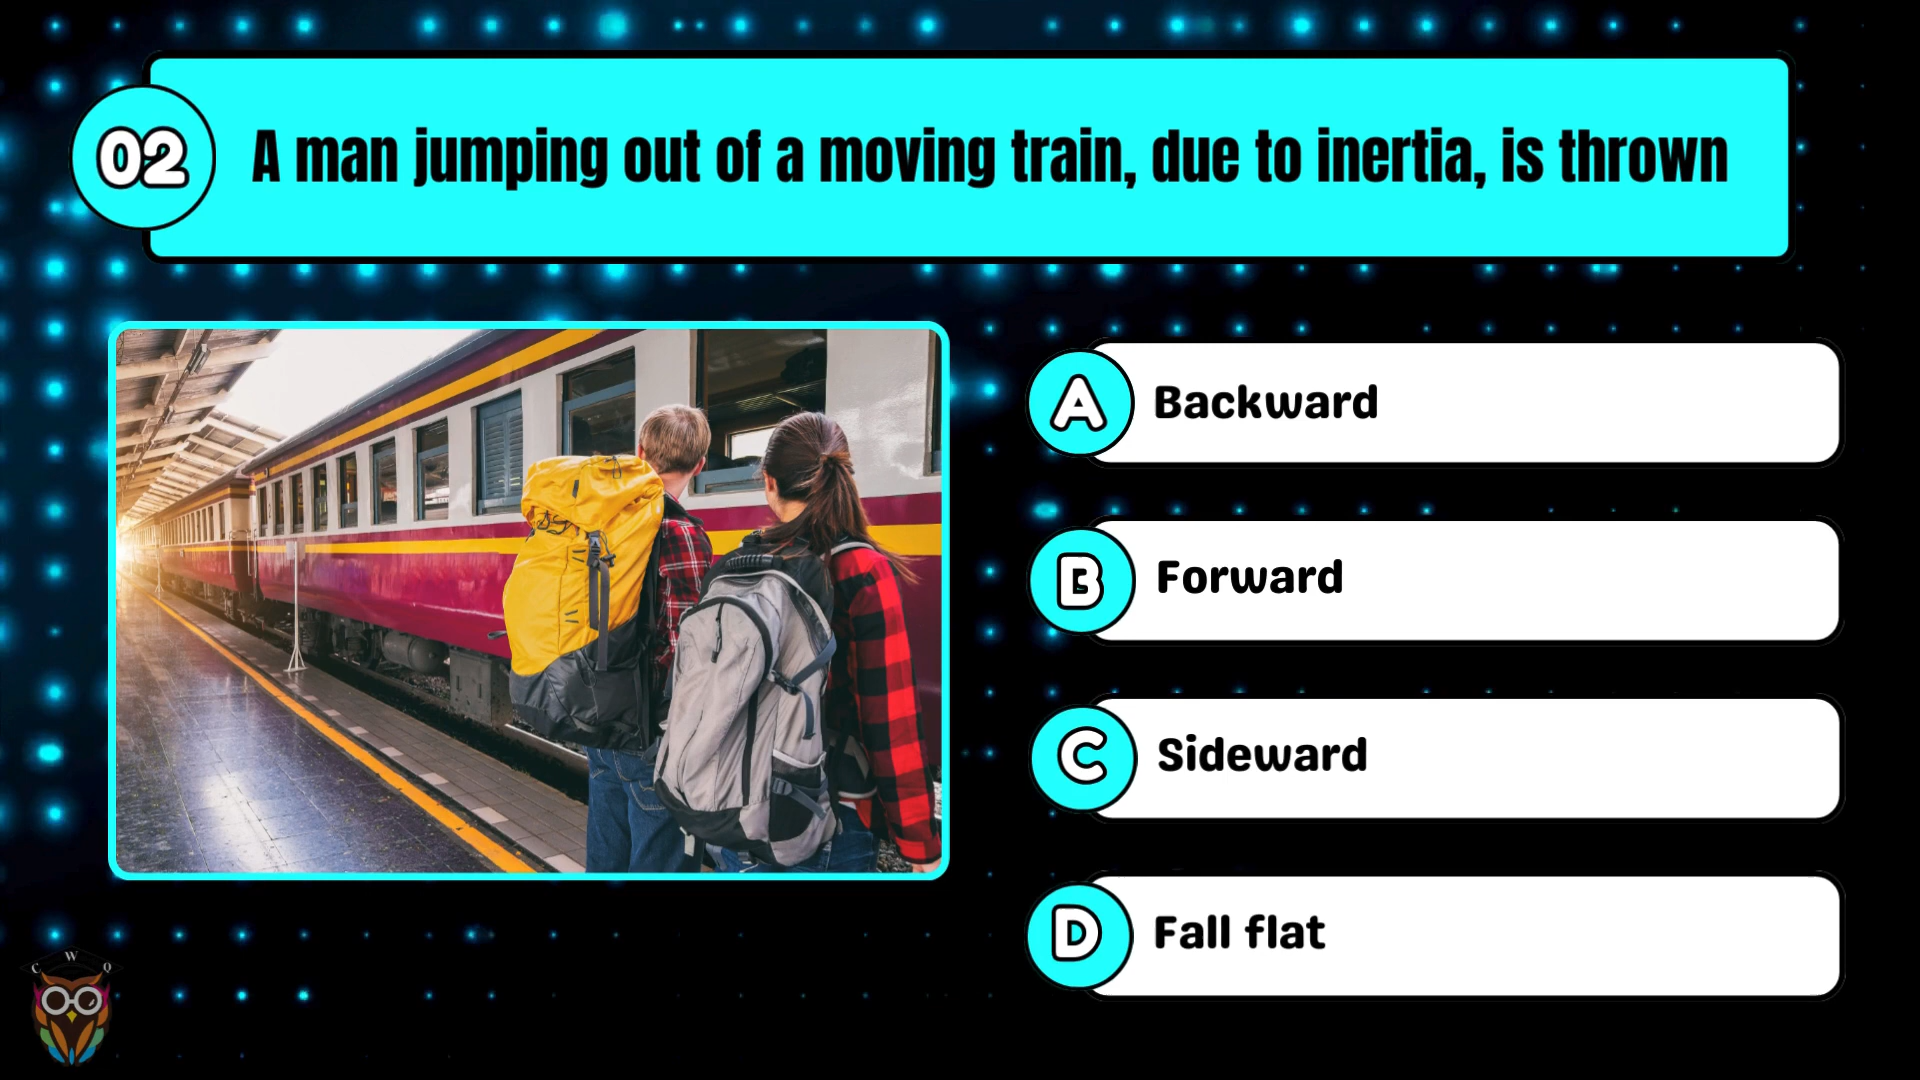 02
A man jumping out of a moving train, due to inertia, is thrown
A
Backward
B
Forward
C
Sideward
D
Fall flat
C W Q